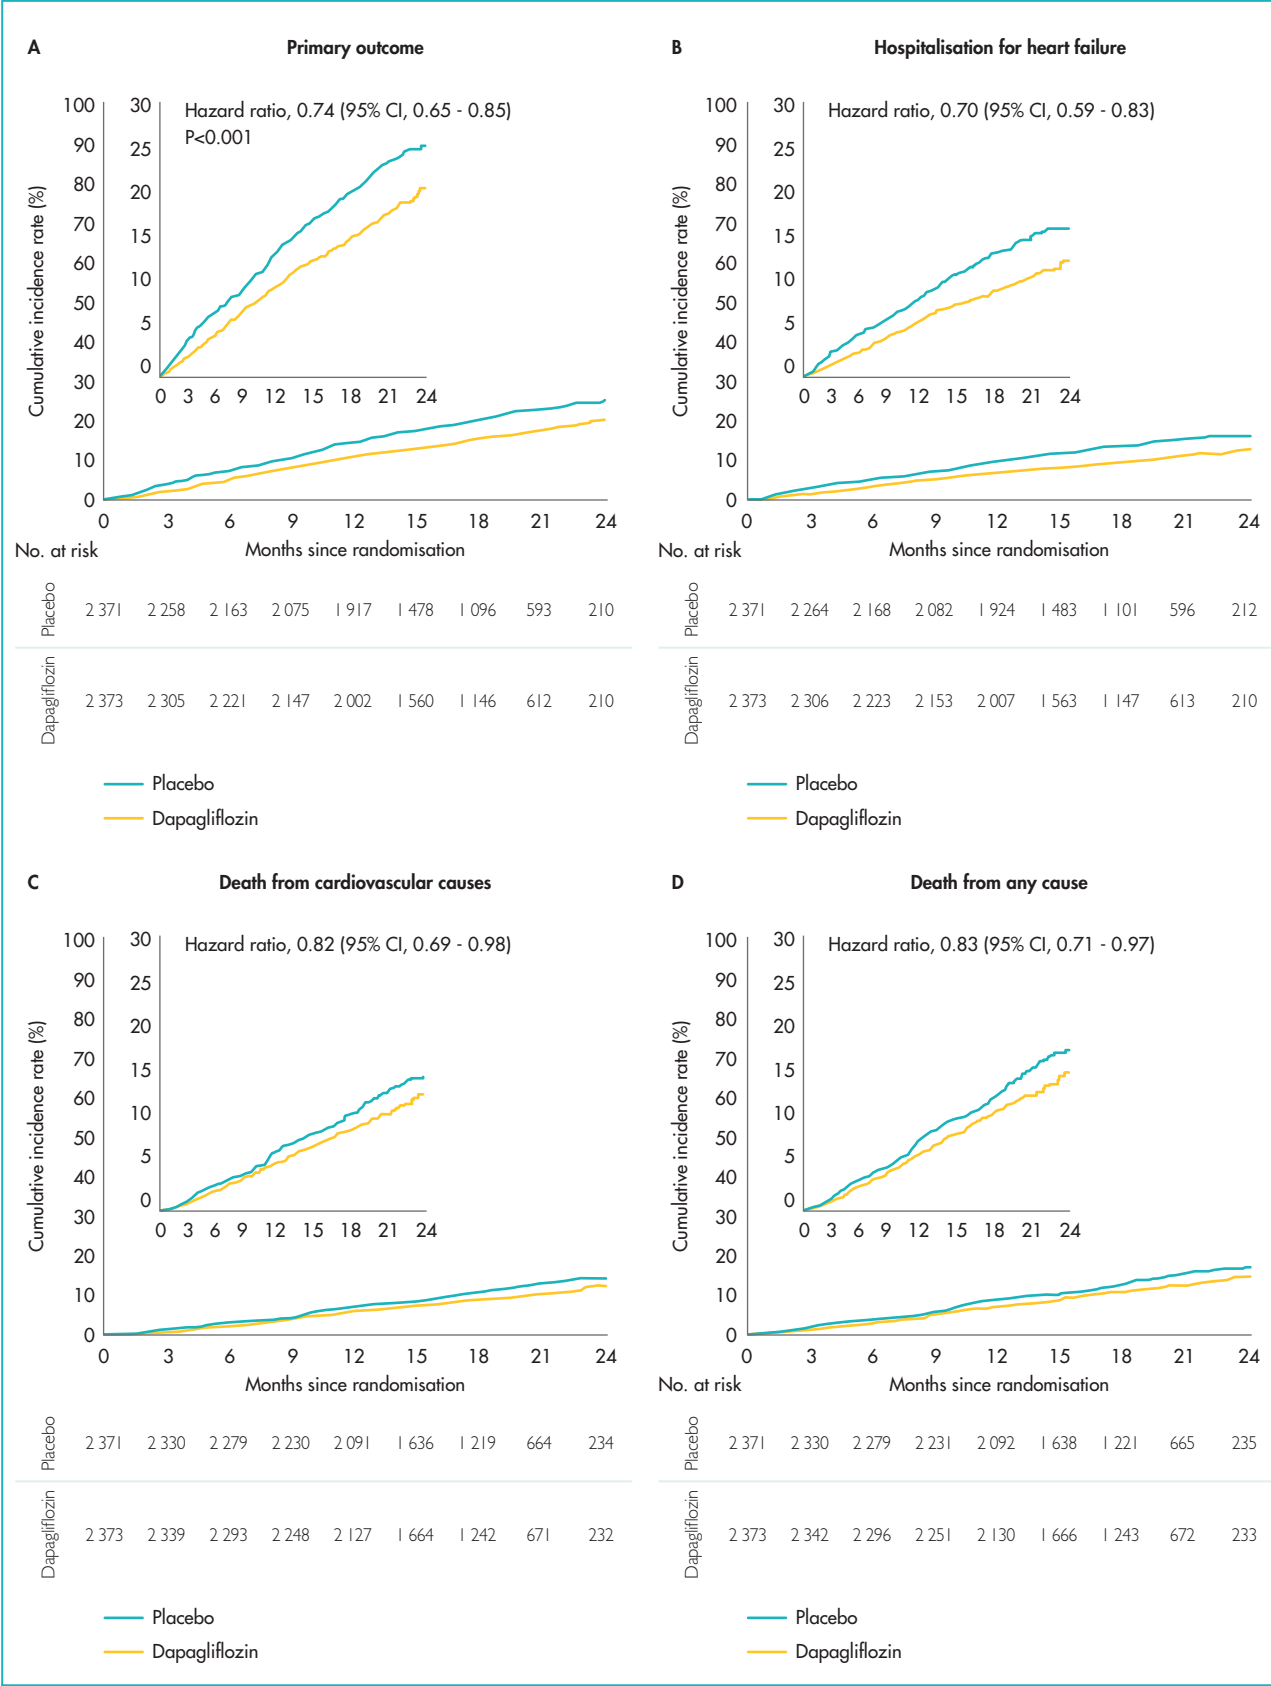 A Primary outcome
Hazard ratio, 0.74 (95% CI, 0.65 - 0.85)
P<0.001
Cumulative incidence rate (%)
100
90
80
70
60
50
40
30
20
10
0
30
25
20
15
10
5
0
0 3 6 9 12 15 18 21 24
0 3 6 9 12 15 18 21 24
No. at risk Months since randomisation
Placebo 2 371 2 258 2 163 2 075 1 917 1 478 1 096 593 210
Dapagliflozin 2 373 2 305 2 221 2 147 2 002 1 560 1 146 612 210
Placebo
Dapagliflozin
B Hospitalisation for heart failure
Hazard ratio, 0.70 (95% CI, 0.59 - 0.83)
Cumulative incidence rate (%)
100
90
80
70
60
50
40
30
20
10
0
30
25
20
15
10
5
0
0 3 6 9 12 15 18 21 24
0 3 6 9 12 15 18 21 24
No. at risk Months since randomisation
Placebo 2 371 2 264 2 168 2 082 1 924 1 483 1 101 596 212
Dapagliflozin 2 373 2 306 2 223 2 153 2 007 1 563 1 147 613 210
Placebo
Dapagliflozin
C Death from cardiovascular causes
Hazard ratio, 0.82 (95% CI, 0.69 - 0.98)
Cumulative incidence rate (%)
100
90
80
70
60
50
40
30
20
10
0
30
25
20
15
10
5
0
0 3 6 9 12 15 18 21 24
0 3 6 9 12 15 18 21 24
Months since randomisation
Placebo 2 371 2 330 2 279 2 230 2 091 1 636 1 219 664 234
Dapagliflozin 2 373 2 339 2 293 2 248 2 127 1 664 1 242 671 232
Placebo
Dapagliflozin
D Death from any cause
Hazard ratio, 0.83 (95% CI, 0.71 - 0.97)
Cumulative incidence rate (%)
100
90
80
70
60
50
40
30
20
10
0
30
25
20
15
10
5
0
0 3 6 9 12 15 18 21 24
0 3 6 9 12 15 18 21 24
No. at risk Months since randomisation
Placebo 2 371 2 330 2 279 2 231 2 092 1 638 1 221 665 235
Dapagliflozin 2 373 2 342 2 296 2 251 2 130 1 666 1 243 672 233
Placebo
Dapagliflozin